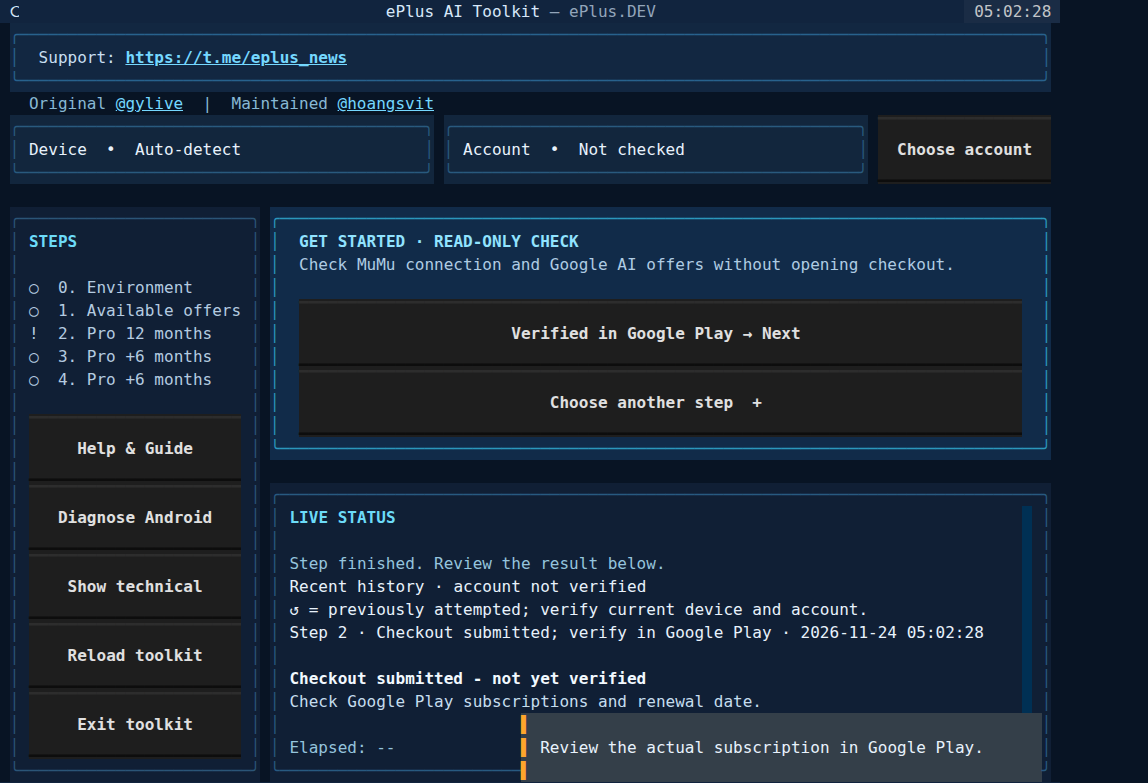 C
ePlus AI Toolkit — ePlus.DEV
05:02:28
Support: https://t.me/eplus_news
Original @gylive | Maintained @hoangsvit
Device • Auto-detect
Account • Not checked
Choose account
STEPS
○ 0. Environment
○ 1. Available offers
! 2. Pro 12 months
○ 3. Pro +6 months
○ 4. Pro +6 months
Help & Guide
Diagnose Android
Show technical
Reload toolkit
Exit toolkit
GET STARTED · READ-ONLY CHECK
Check MuMu connection and Google AI offers without opening checkout.
Verified in Google Play → Next
Choose another step +
LIVE STATUS
Step finished. Review the result below.
Recent history · account not verified
↺ = previously attempted; verify current device and account.
Step 2 · Checkout submitted; verify in Google Play · 2026-11-24 05:02:28
Checkout submitted - not yet verified
Check Google Play subscriptions and renewal date.
Elapsed: --
Review the actual subscription in Google Play.